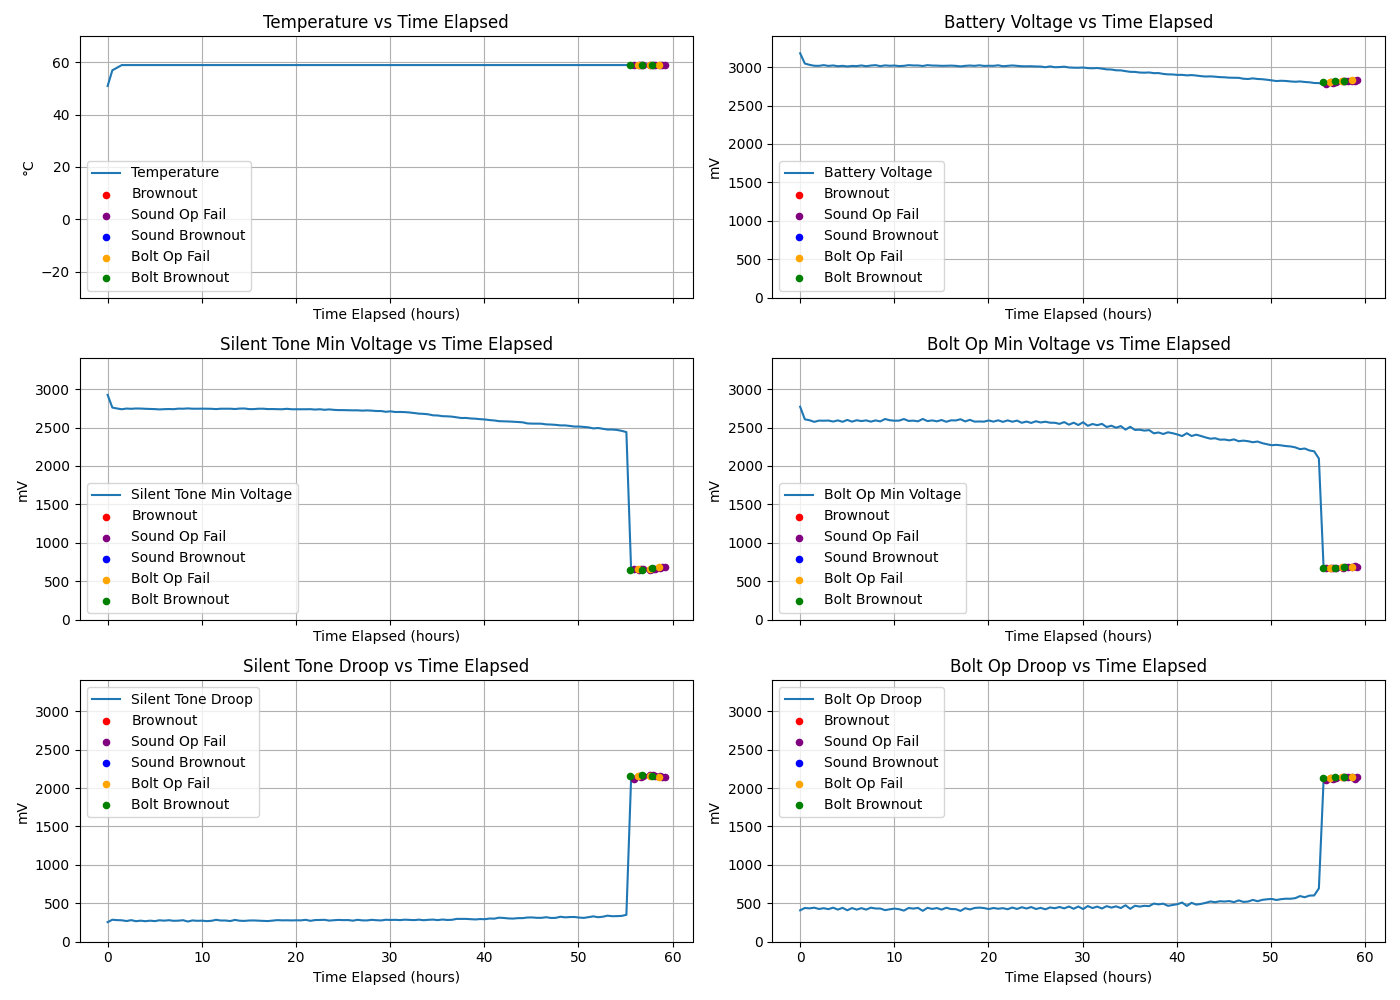 Temperature vs Time Elapsed
60
40
20
0
−20
°C
Temperature
Brownout
Sound Op Fail
Sound Brownout
Bolt Op Fail
Bolt Brownout
Time Elapsed (hours)
Battery Voltage vs Time Elapsed
3000
2500
2000
1500
1000
500
0
mV
Battery Voltage
Brownout
Sound Op Fail
Sound Brownout
Bolt Op Fail
Bolt Brownout
Time Elapsed (hours)
Silent Tone Min Voltage vs Time Elapsed
3000
2500
2000
1500
1000
500
0
mV
Silent Tone Min Voltage
Brownout
Sound Op Fail
Sound Brownout
Bolt Op Fail
Bolt Brownout
Time Elapsed (hours)
Bolt Op Min Voltage vs Time Elapsed
3000
2500
2000
1500
1000
500
0
mV
Bolt Op Min Voltage
Brownout
Sound Op Fail
Sound Brownout
Bolt Op Fail
Bolt Brownout
Time Elapsed (hours)
Silent Tone Droop vs Time Elapsed
3000
2500
2000
1500
1000
500
0
mV
Silent Tone Droop
Brownout
Sound Op Fail
Sound Brownout
Bolt Op Fail
Bolt Brownout
0 10 20 30 40 50 60
Time Elapsed (hours)
Bolt Op Droop vs Time Elapsed
3000
2500
2000
1500
1000
500
0
mV
Bolt Op Droop
Brownout
Sound Op Fail
Sound Brownout
Bolt Op Fail
Bolt Brownout
0 10 20 30 40 50 60
Time Elapsed (hours)